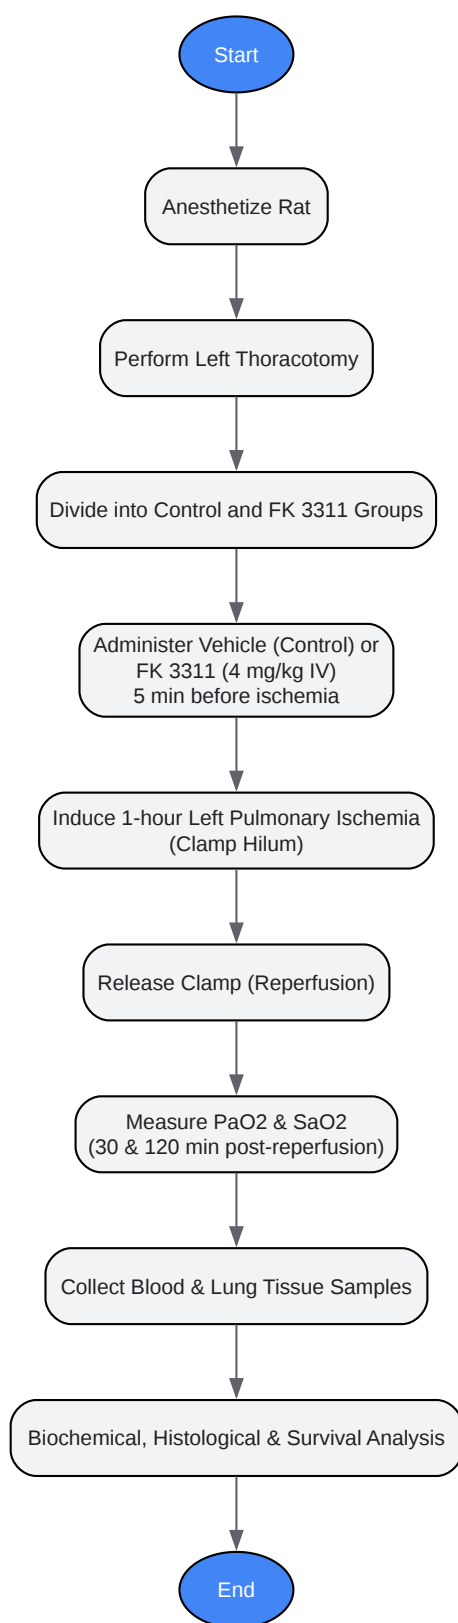 Start
Anesthetize Rat
Perform Left Thoracotomy
Divide into Control and FK 3311 Groups
Administer Vehicle (Control) or
FK 3311 (4 mg/kg IV)
5 min before ischemia
Induce 1-hour Left Pulmonary Ischemia
(Clamp Hilum)
Release Clamp (Reperfusion)
Measure PaO2 & SaO2
(30 & 120 min post-reperfusion)
Collect Blood & Lung Tissue Samples
Biochemical, Histological & Survival Analysis
End